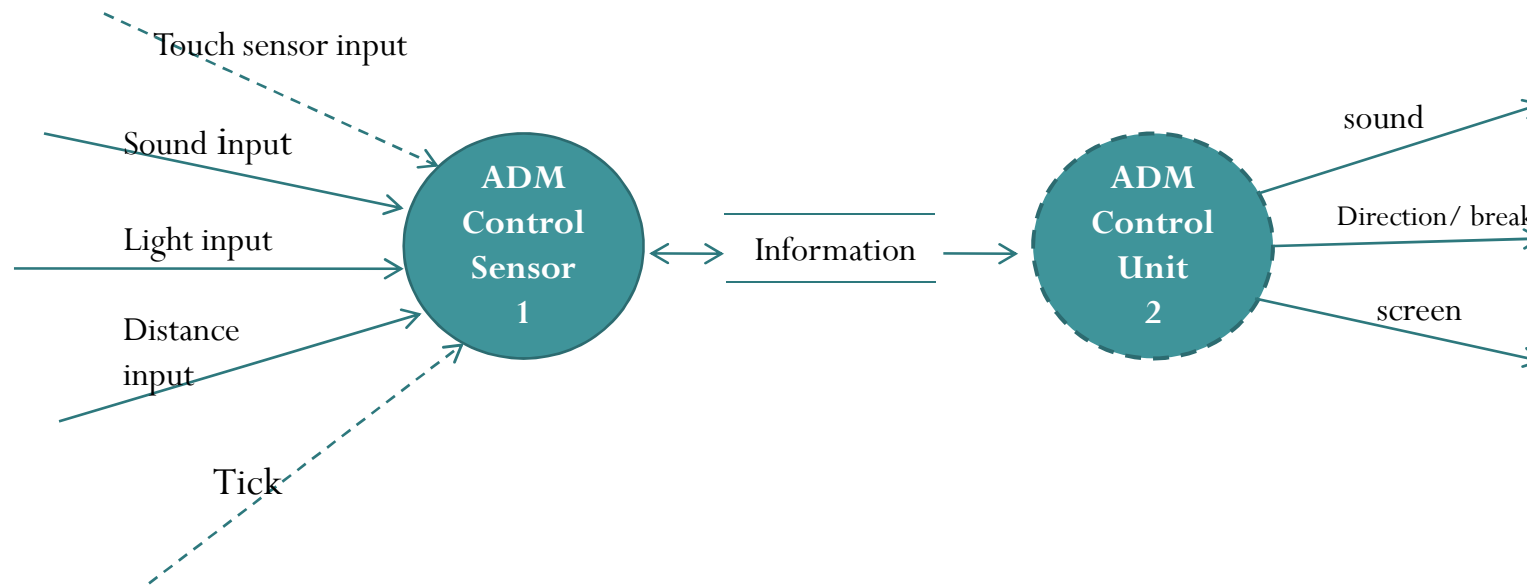 Touch sensor input
Sound input
Light input
Distance
input
Tick
ADM
Control
Sensor
1
Information
ADM
Control
Unit
2
sound
Direction/ break
screen